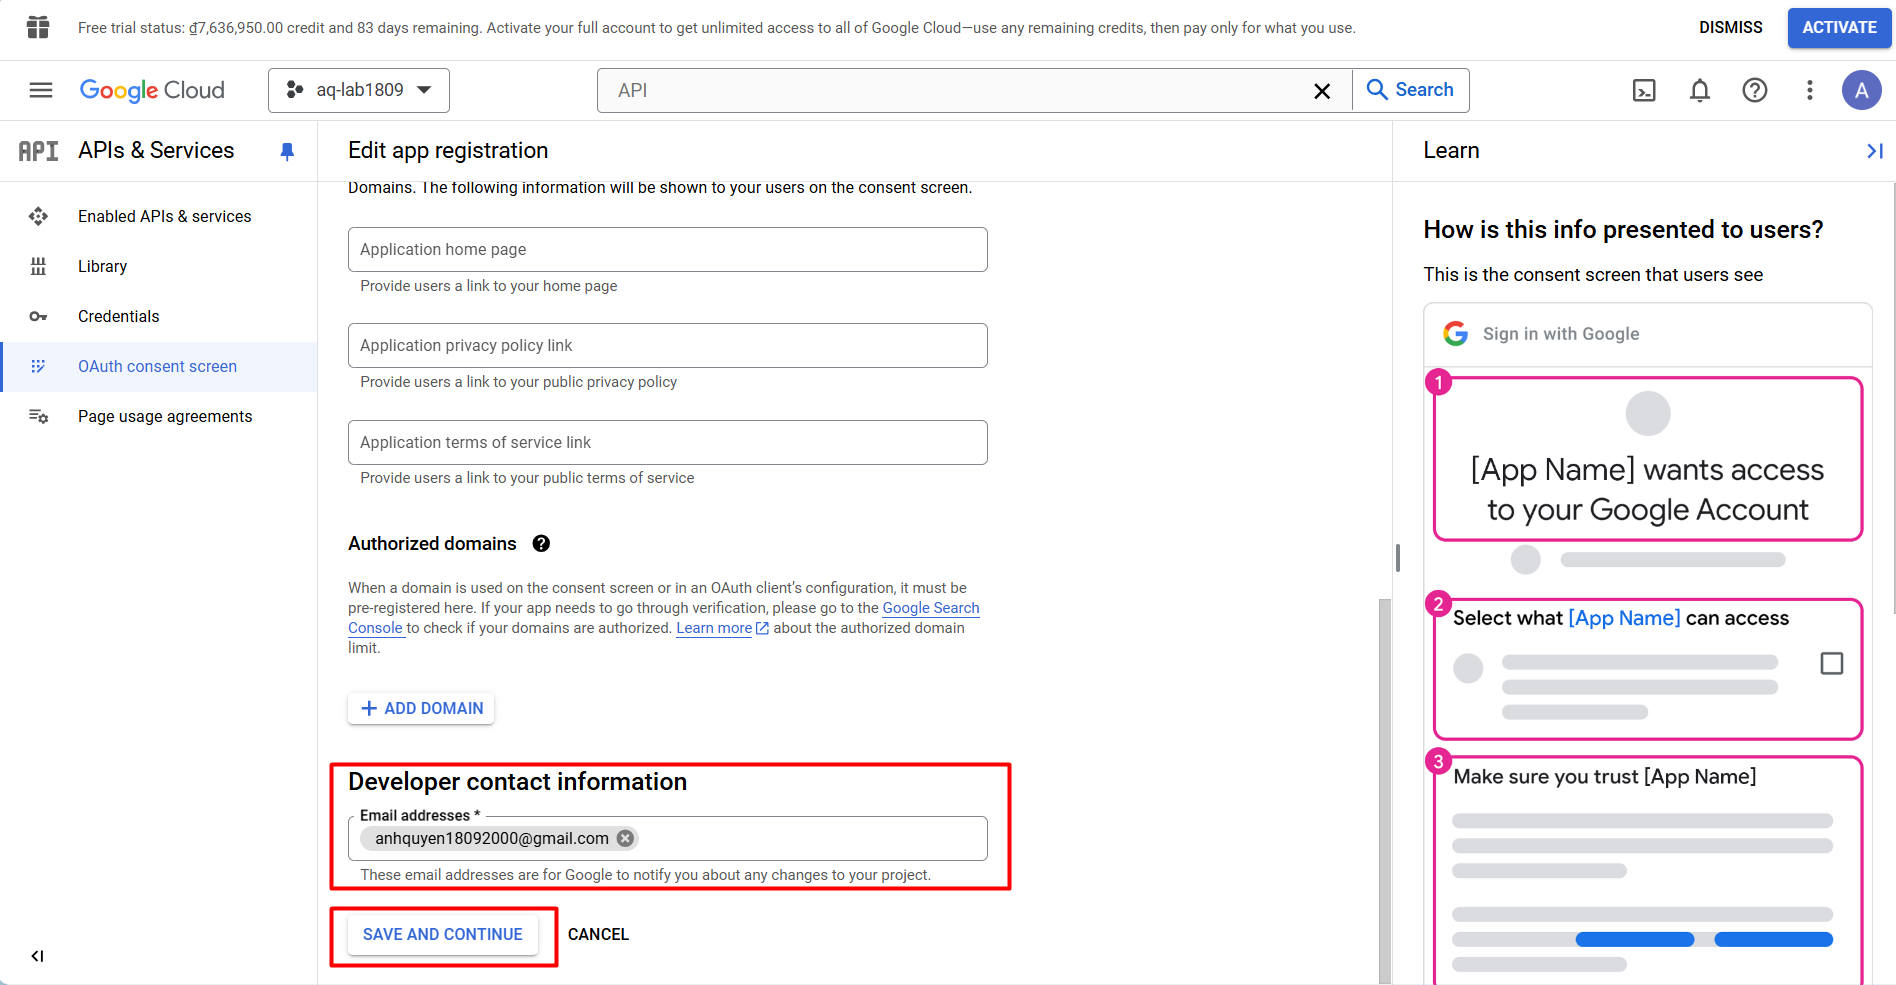 Free trial status: ₫7,636,950.00 credit and 83 days remaining. Activate your full account to get unlimited access to all of Google Cloud—use any remaining credits, then pay only for what you use.
DISMISS
ACTIVATE
Google Cloud
aq-lab1809
API
Search
A
API
APIs & Services
Enabled APIs & services
Library
Credentials
OAuth consent screen
Page usage agreements
Edit app registration
Domains. The following information will be shown to your users on the consent screen.
Application home page
Provide users a link to your home page
Application privacy policy link
Provide users a link to your public privacy policy
Application terms of service link
Provide users a link to your public terms of service
Authorized domains
When a domain is used on the consent screen or in an OAuth client's configuration, it must be
pre-registered here. If your app needs to go through verification, please go to the Google Search
Console to check if your domains are authorized. Learn more about the authorized domain
limit.
ADD DOMAIN
Developer contact information
Email addresses *
anhquyen18092000@gmail.com
These email addresses are for Google to notify you about any changes to your project.
SAVE AND CONTINUE
CANCEL
Learn
How is this info presented to users?
This is the consent screen that users see
Sign in with Google
1
[App Name] wants access
to your Google Account
2
Select what [App Name] can access
3
Make sure you trust [App Name]